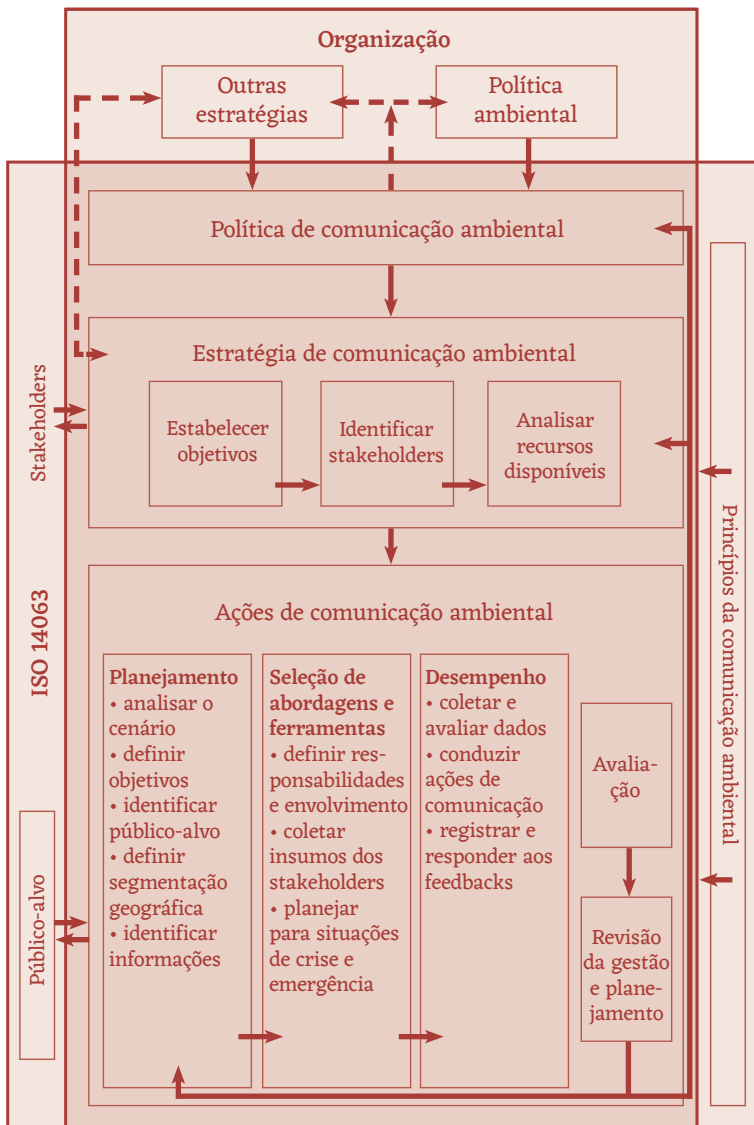 Organização
Outras
estratégias
Política
ambiental
Política de comunicação ambiental
Estratégia de comunicação ambiental
Estabelecer
objetivos
Identificar
stakeholders
Analisar
recursos
disponíveis
Stakeholders
Ações de comunicação ambiental
Planejamento
• analisar o
cenário
• definir
objetivos
• identificar
público-alvo
• definir
segmentação
geográfica
• identificar
informações
Seleção de
abordagens e
ferramentas
• definir res-
ponsabilidades
e envolvimento
• coletar
insumos dos
stakeholders
• planejar
para situações
de crise e
emergência
Desempenho
• coletar e
avaliar dados
• conduzir
ações de
comunicação
• registrar e
responder aos
feedbacks
Avalia-
ção
Revisão
da gestão
e plane-
jamento
ISO 14063
Público-alvo
Princípios da comunicação ambiental